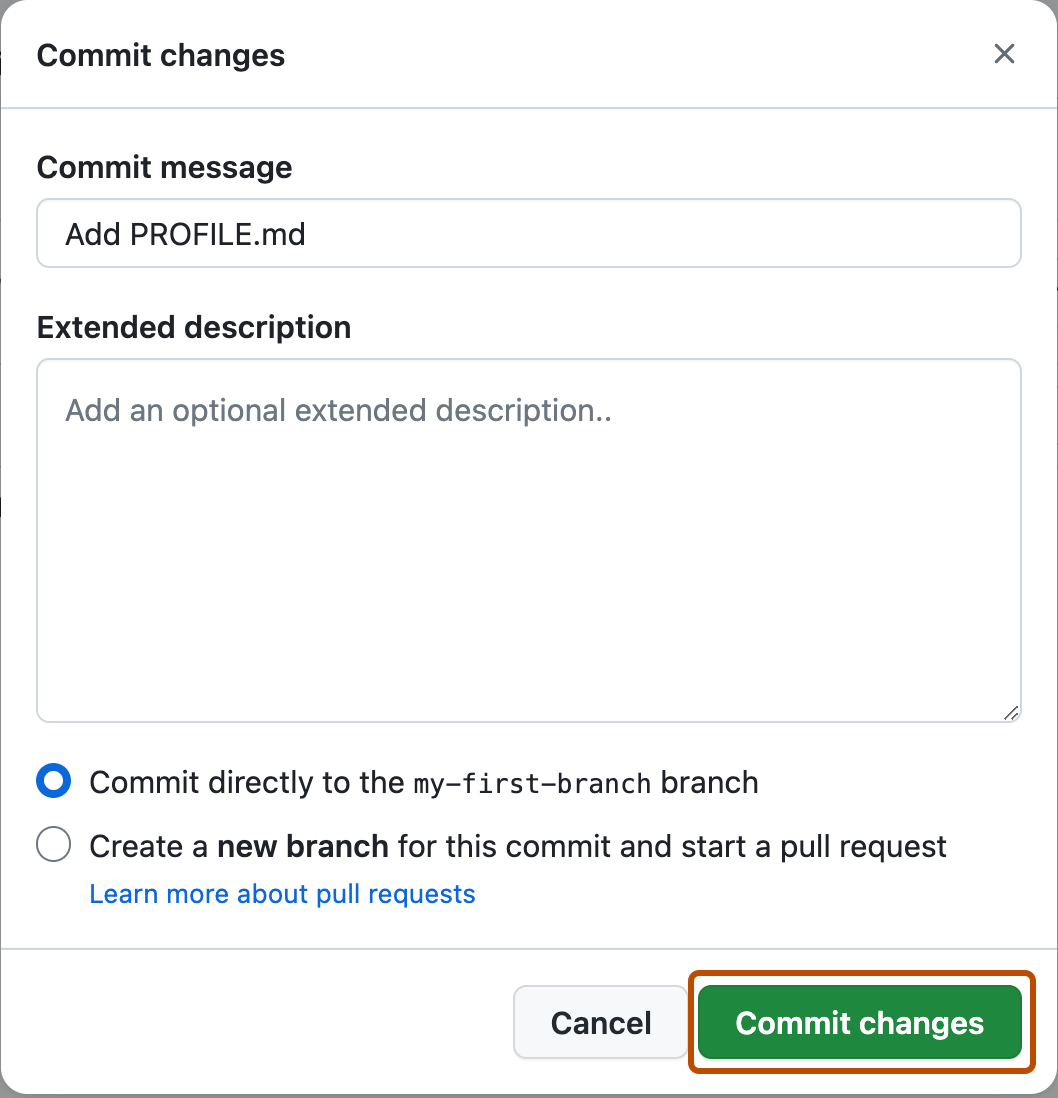 Commit changes
Commit message
Add PROFILE.md
Extended description
Add an optional extended description..
Commit directly to the my-first-branch branch
Create a new branch for this commit and start a pull request
Learn more about pull requests
Cancel
Commit changes